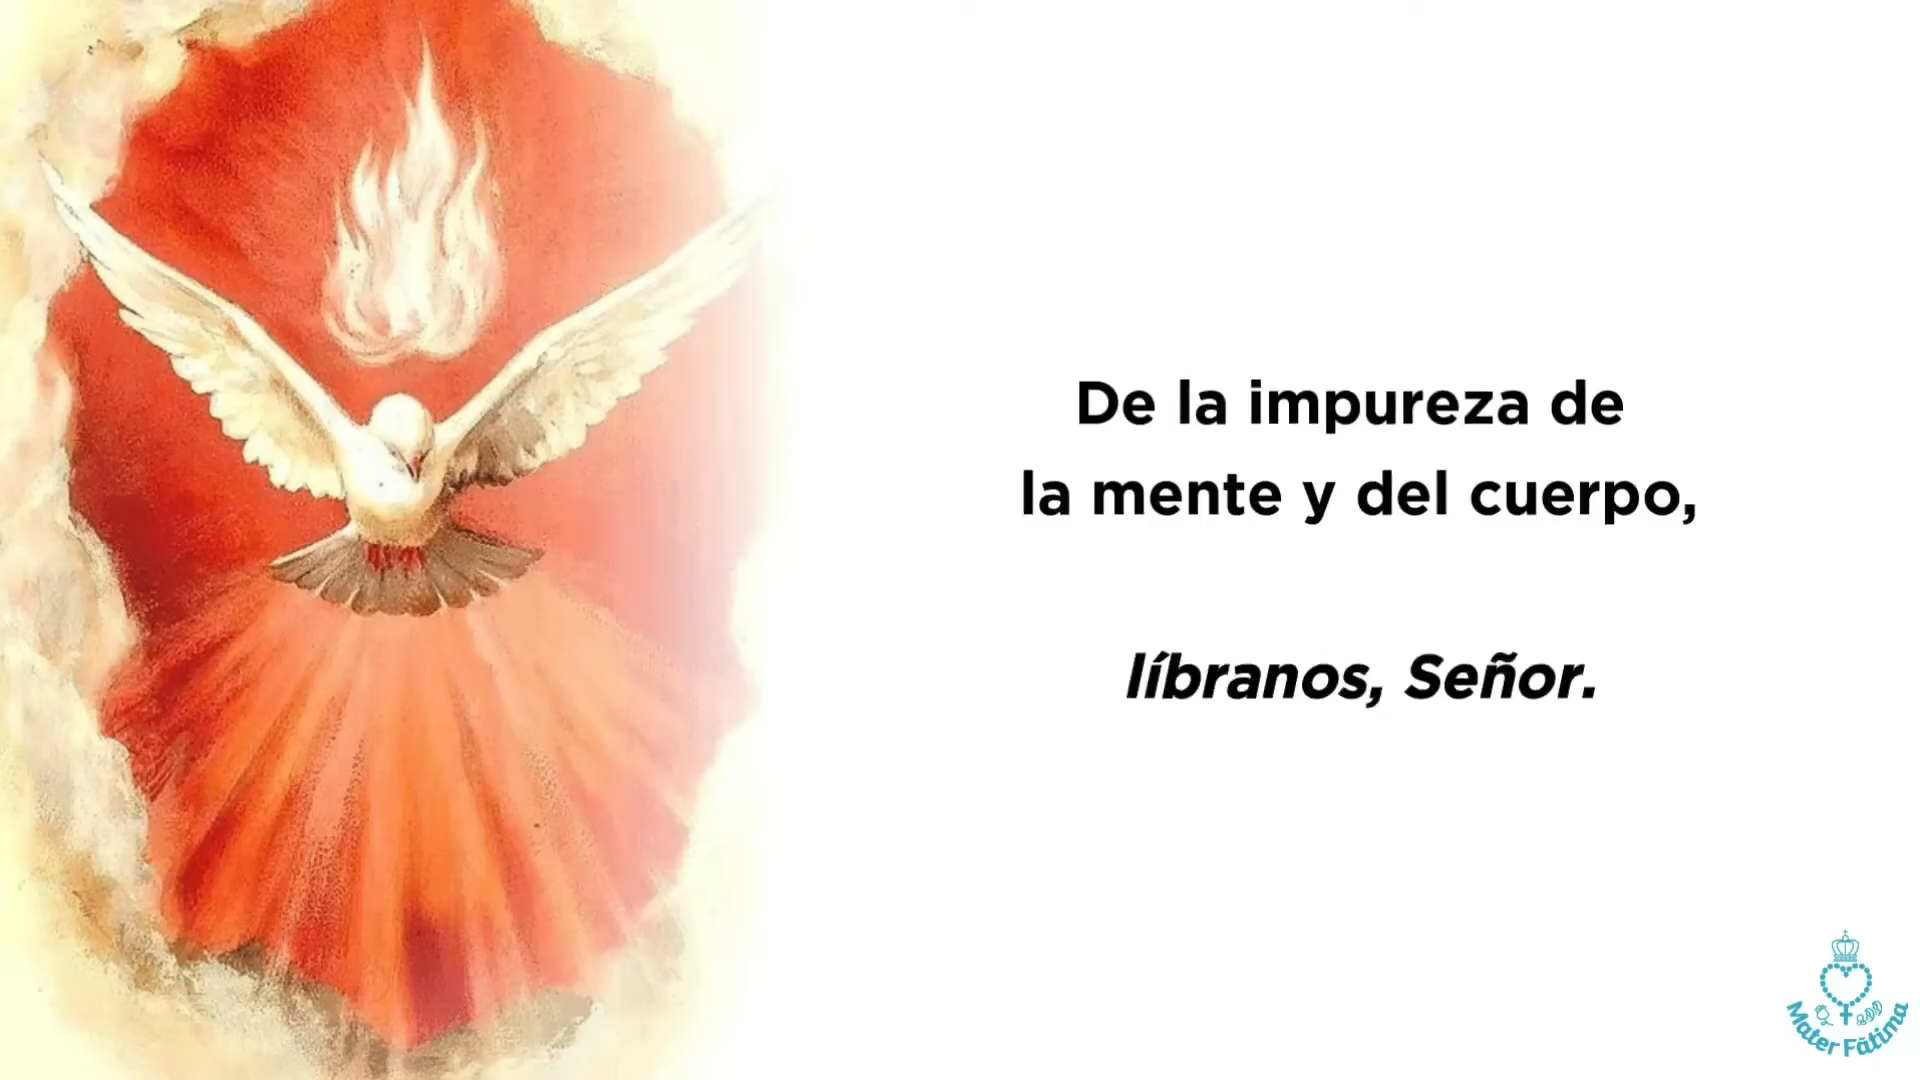 De la impureza de
la mente y del cuerpo,
líbranos, Señor.
Mater Fátima